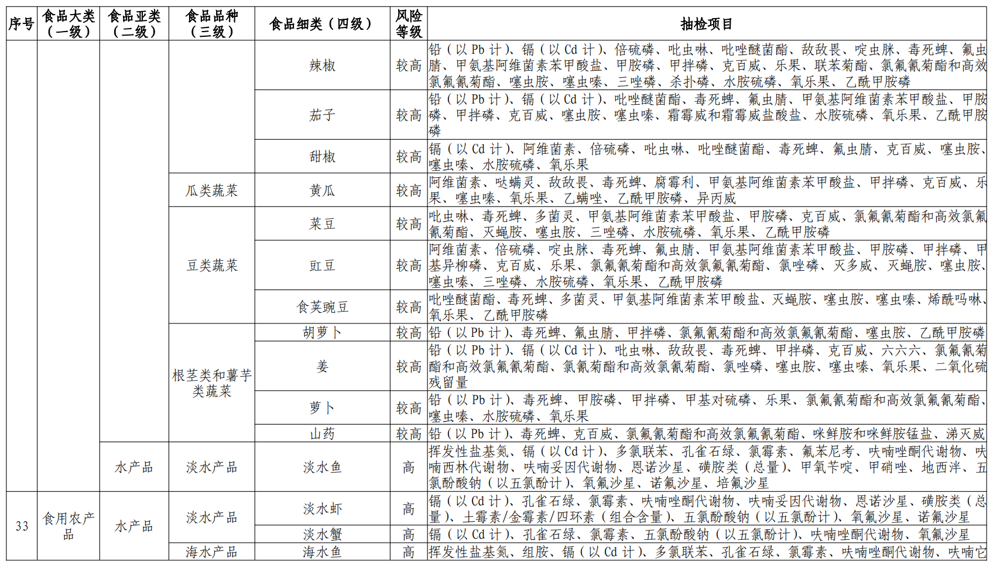 序号
食品大类
（一级）
食品亚类
（二级）
食品品种
（三级）
食品细类（四级）
风险
等级
抽检项目
辣椒
较高
铅（以 Pb 计）、镉（以 Cd 计）、倍硫磷、吡虫啉、吡唑醚菌酯、敌敌畏、啶虫脒、毒死蜱、氟虫
腈、甲氨基阿维菌素苯甲酸盐、甲胺磷、甲拌磷、克百威、乐果、联苯菊酯、氯氟氰菊酯和高效
氯氟氰菊酯、噻虫胺、噻虫嗪、三唑磷、杀扑磷、水胺硫磷、氧乐果、乙酰甲胺磷
茄子
较高
铅（以 Pb 计）、镉（以 Cd 计）、吡唑醚菌酯、毒死蜱、氟虫腈、甲氨基阿维菌素苯甲酸盐、甲胺
磷、甲拌磷、克百威、噻虫胺、噻虫嗪、霜霉威和霜霉威盐酸盐、水胺硫磷、氧乐果、乙酰甲胺
磷
甜椒
较高
镉（以 Cd 计）、阿维菌素、倍硫磷、吡虫啉、吡唑醚菌酯、毒死蜱、氟虫腈、克百威、噻虫胺、
噻虫嗪、水胺硫磷、氧乐果
瓜类蔬菜
黄瓜
较高
阿维菌素、哒螨灵、敌敌畏、毒死蜱、腐霉利、甲氨基阿维菌素苯甲酸盐、甲拌磷、克百威、乐
果、噻虫嗪、氧乐果、乙螨唑、乙酰甲胺磷、异丙威
豆类蔬菜
菜豆
较高
吡虫啉、毒死蜱、多菌灵、甲氨基阿维菌素苯甲酸盐、甲胺磷、克百威、氯氟氰菊酯和高效氯氟
氰菊酯、灭蝇胺、噻虫胺、三唑磷、水胺硫磷、氧乐果、乙酰甲胺磷
豇豆
较高
阿维菌素、倍硫磷、啶虫脒、毒死蜱、氟虫腈、甲氨基阿维菌素苯甲酸盐、甲胺磷、甲拌磷、甲
基异柳磷、克百威、乐果、氯氟氰菊酯和高效氯氟氰菊酯、氯唑磷、灭多威、灭蝇胺、噻虫胺、
噻虫嗪、三唑磷、水胺硫磷、氧乐果、乙酰甲胺磷
食荚豌豆
较高
吡唑醚菌酯、毒死蜱、多菌灵、甲氨基阿维菌素苯甲酸盐、灭蝇胺、噻虫胺、噻虫嗪、烯酰吗啉、
氧乐果、乙酰甲胺磷
根茎类和薯芋
类蔬菜
胡萝卜
较高
铅（以 Pb 计）、毒死蜱、氟虫腈、甲拌磷、氯氟氰菊酯和高效氯氟氰菊酯、噻虫胺、乙酰甲胺磷
姜
较高
铅（以 Pb 计）、镉（以 Cd 计）、吡虫啉、敌敌畏、毒死蜱、甲拌磷、克百威、六六六、氯氟氰菊
酯和高效氯氟氰菊酯、氯氰菊酯和高效氯氰菊酯、氯唑磷、噻虫胺、噻虫嗪、氧乐果、二氧化硫
残留量
萝卜
较高
铅（以 Pb 计）、毒死蜱、甲胺磷、甲拌磷、甲基对硫磷、乐果、氯氟氰菊酯和高效氯氟氰菊酯、
噻虫嗪、水胺硫磷、氧乐果
山药
较高
铅（以 Pb 计）、毒死蜱、克百威、氯氟氰菊酯和高效氯氟氰菊酯、咪鲜胺和咪鲜胺锰盐、涕灭威
水产品
淡水产品
淡水鱼
高
挥发性盐基氮、镉（以 Cd 计）、多氯联苯、孔雀石绿、氯霉素、氟苯尼考、呋喃唑酮代谢物、呋
喃西林代谢物、呋喃妥因代谢物、恩诺沙星、磺胺类（总量）、甲氧苄啶、甲硝唑、地西泮、五
氯酚酸钠（以五氯酚计）、氧氟沙星、诺氟沙星、培氟沙星
33
食用农产
品
水产品
淡水产品
淡水虾
高
镉（以 Cd 计）、孔雀石绿、氯霉素、呋喃唑酮代谢物、呋喃妥因代谢物、恩诺沙星、磺胺类（总
量）、土霉素/金霉素/四环素（组合含量）、五氯酚酸钠（以五氯酚计）、氧氟沙星、诺氟沙星
淡水蟹
高
镉（以 Cd 计）、孔雀石绿、氯霉素、五氯酚酸钠（以五氯酚计）、呋喃唑酮代谢物、氧氟沙星
海水产品
海水鱼
高
挥发性盐基氮、组胺、镉（以 Cd 计）、多氯联苯、孔雀石绿、氯霉素、呋喃唑酮代谢物、呋喃它